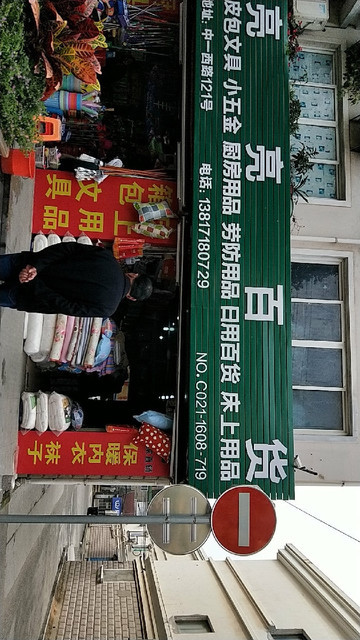 亮亮百货
皮包文具 小五金 厨房用品 劳防用品 日用百货 床上用品
地址: 中一西路121号 电话: 13817180729 NO. C021-1608-719
床上用品
箱包文具
保暖内衣袜子